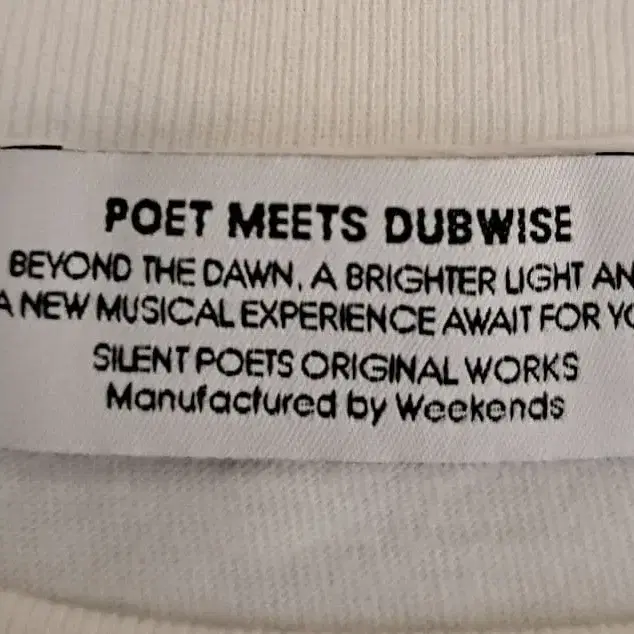 POET MEETS DUBWISE
BEYOND THE DAWN, A BRIGHTER LIGHT AN
A NEW MUSICAL EXPERIENCE AWAIT FOR YO
SILENT POETS ORIGINAL WORKS
Manufactured by Weekends